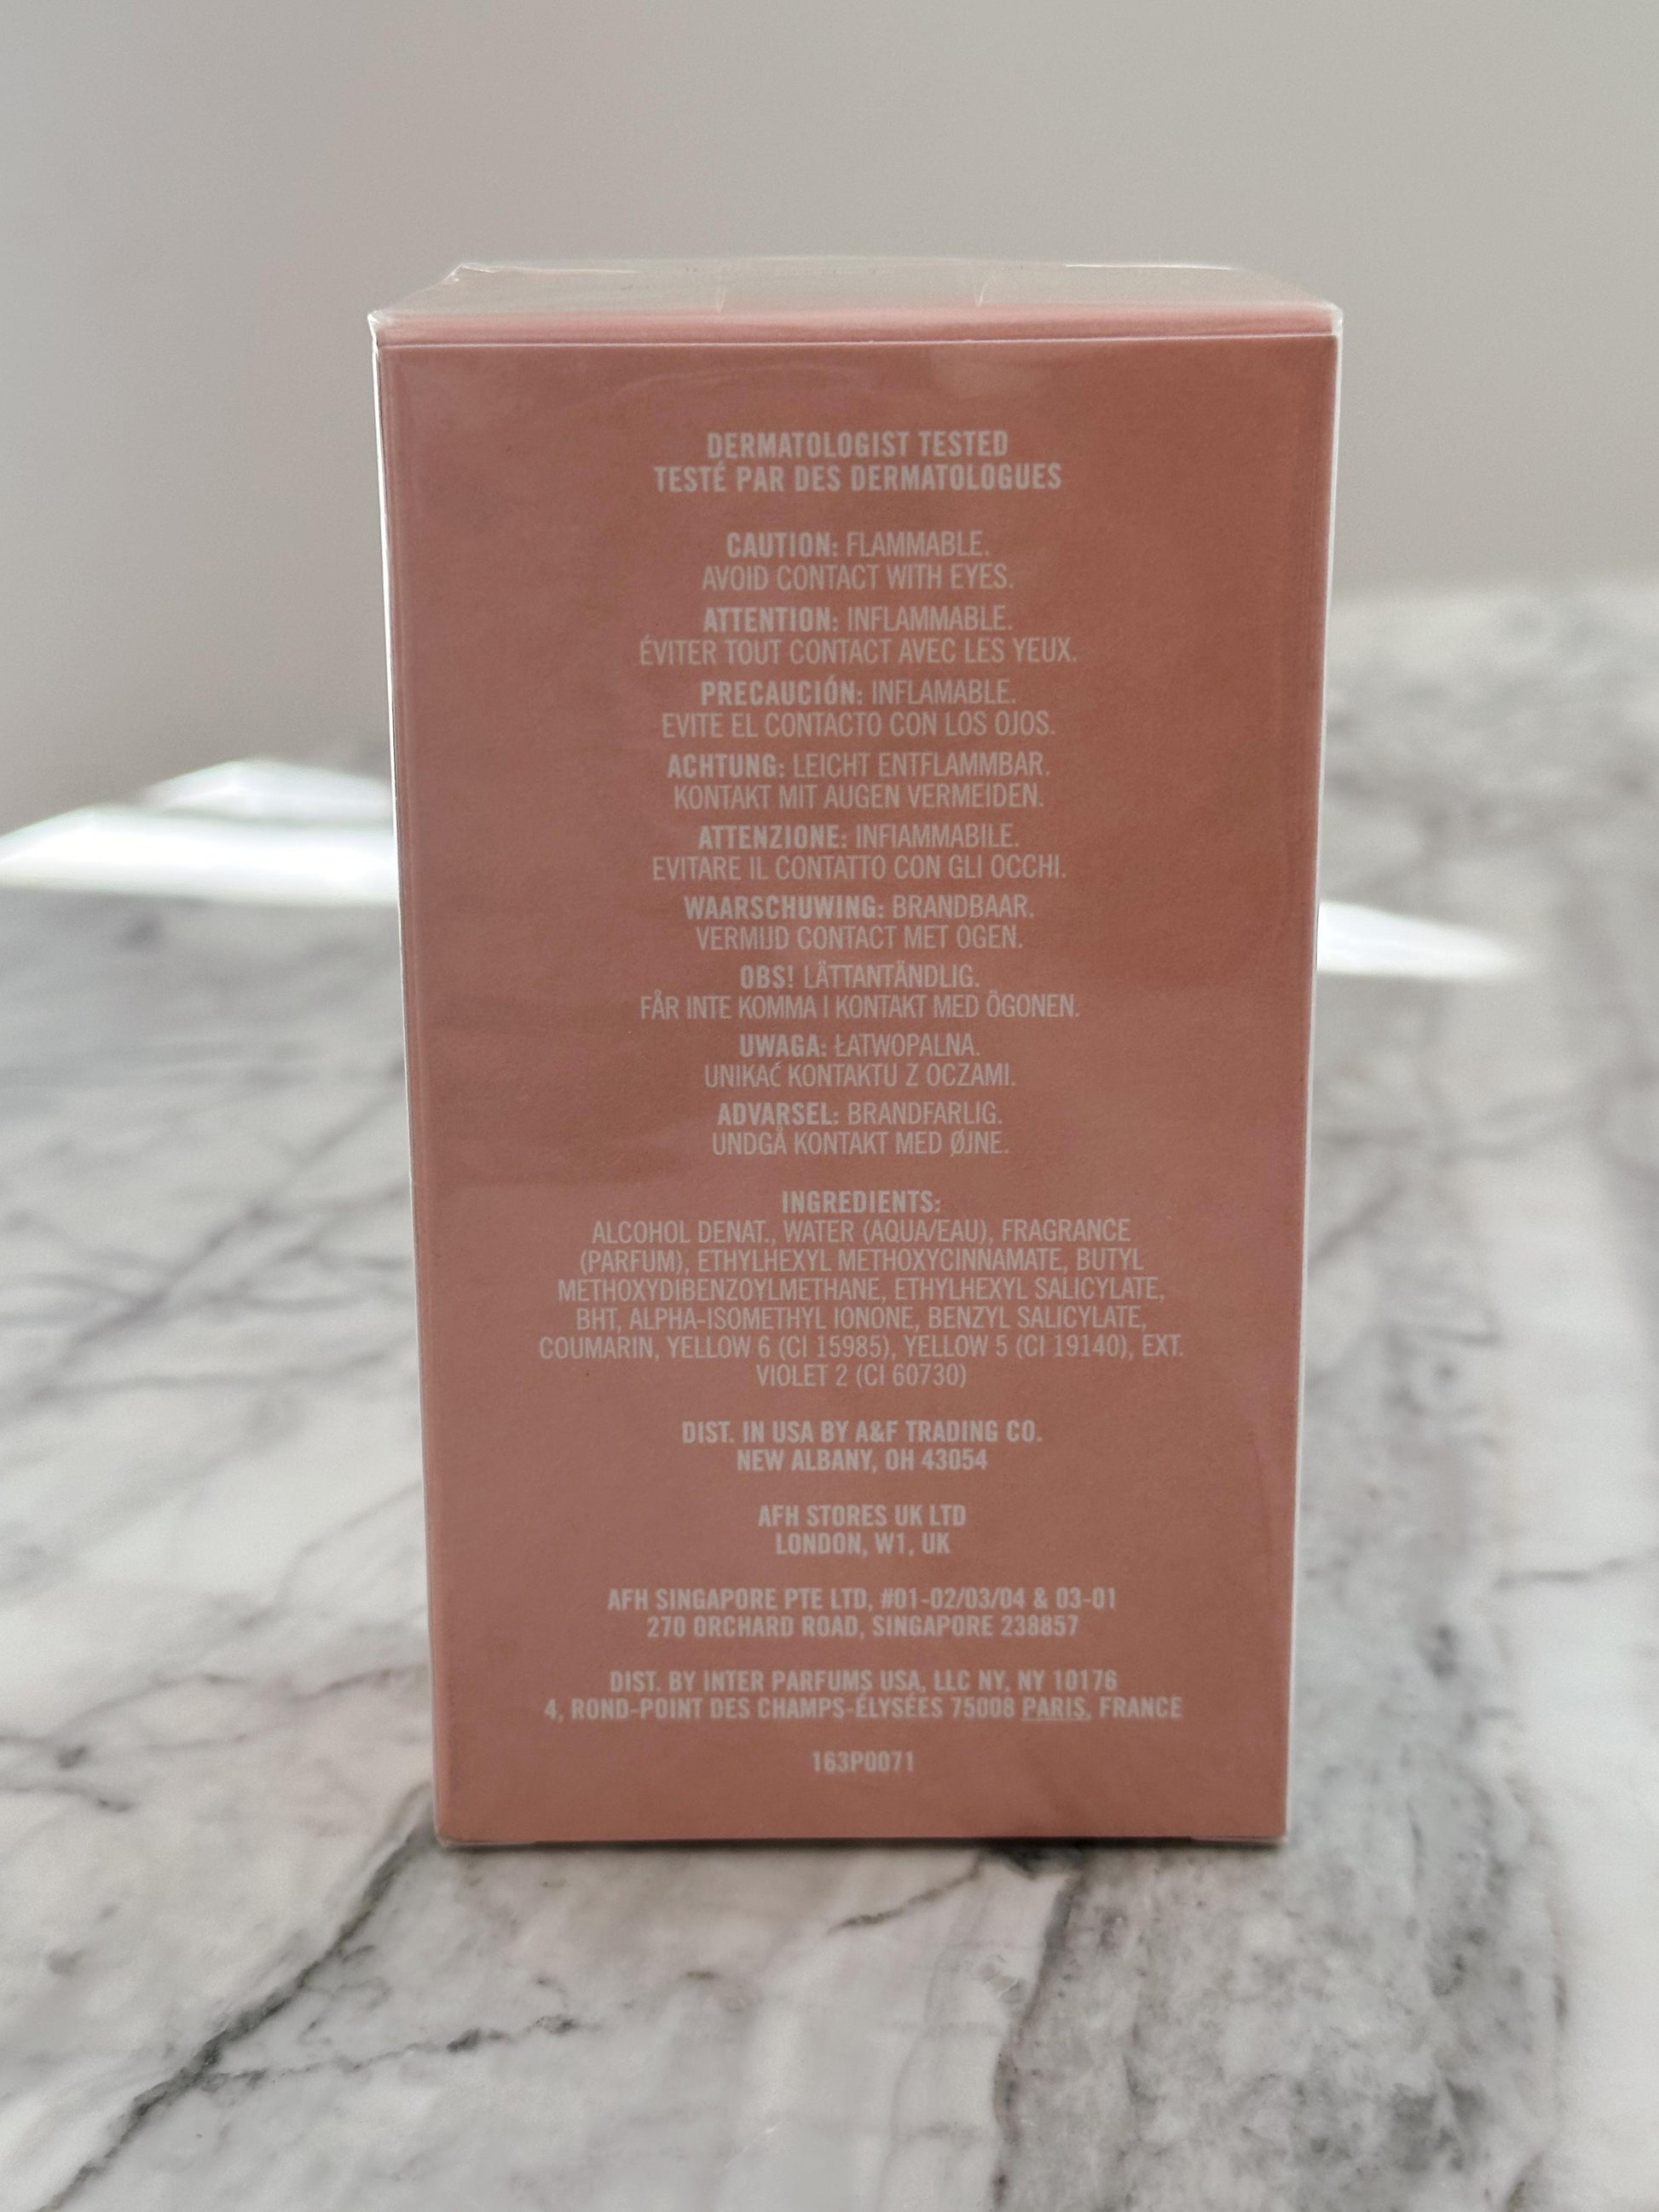 DERMATOLOGIST TESTED
TESTÉ PAR DES DERMATOLOGUES
CAUTION: FLAMMABLE.
AVOID CONTACT WITH EYES.
ATTENTION: INFLAMMABLE.
ÉVITER TOUT CONTACT AVEC LES YEUX.
PRECAUCIÓN: INFLAMABLE.
EVITE EL CONTACTO CON LOS OJOS.
ACHTUNG: LEICHT ENTFLAMMBAR.
KONTAKT MIT AUGEN VERMEIDEN.
ATTENZIONE: INFIAMMABILE.
EVITARE IL CONTATTO CON GLI OCCHI.
WAARSCHUWING: BRANDBAAR.
VERMIJD CONTACT MET OGEN.
OBS! LÄTTANTÄNDLIG.
FÅR INTE KOMMA I KONTAKT MED ÖGONEN.
UWAGA: ŁATWOPALNA.
UNIKAĆ KONTAKTU Z OCZAMI.
ADVARSEL: BRANDFARLIG.
UNDGÅ KONTAKT MED ØJNE.
INGREDIENTS:
ALCOHOL DENAT., WATER (AQUA/EAU), FRAGRANCE
(PARFUM), ETHYLHEXYL METHOXYCINNAMATE, BUTYL
METHOXYDIBENZOYLMETHANE, ETHYLHEXYL SALICYLATE,
BHT, ALPHA-ISOMETHYL IONONE, BENZYL SALICYLATE,
COUMARIN, YELLOW 6 (CI 15985), YELLOW 5 (CI 19140), EXT.
VIOLET 2 (CI 60730)
DIST. IN USA BY A&F TRADING CO.
NEW ALBANY, OH 43054
AFH STORES UK LTD
LONDON, W1, UK
AFH SINGAPORE PTE LTD, #01-02/03/04 & 03-01
270 ORCHARD ROAD, SINGAPORE 238857
DIST. BY INTER PARFUMS USA, LLC NY, NY 10176
4, ROND-POINT DES CHAMPS-ÉLYSÉES 75008 PARIS, FRANCE
163P0071